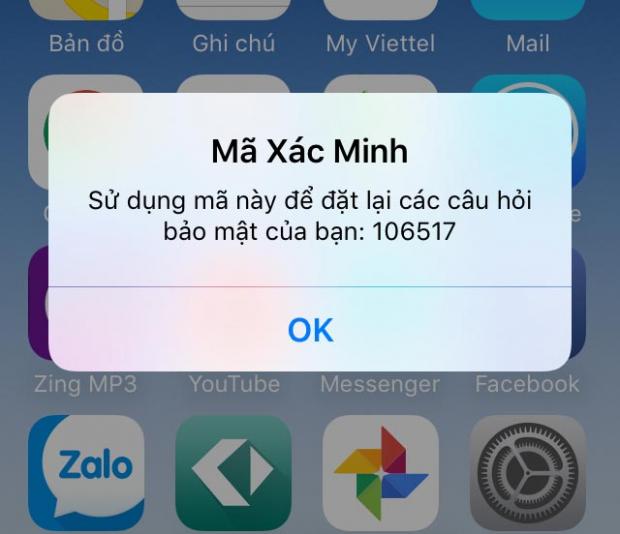 Bản đồ
Ghi chú
My Viettel
Mail
Mã Xác Minh
Sử dụng mã này để đặt lại các câu hỏi
bảo mật của bạn: 106517
OK
Zing MP3
YouTube
Messenger
Facebook
Zalo